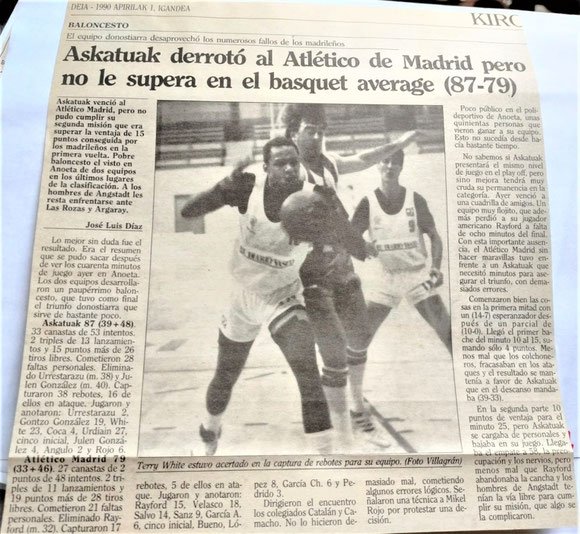 DEIA - 1990 APIRILAK 1, IGANDEA
KIRO
BALONCESTO
El equipo donostiarra desaprovechó los numerosos fallos de los madrileños
Askatuak derrotó al Atlético de Madrid pero
no le supera en el basquet average (87-79)
Askatuak venció al
Atlético Madrid, pero no
pudo cumplir su
segunda misión que era
superar la ventaja de 15
puntos conseguida por
los madrileños en la
primera vuelta. Pobre
baloncesto el visto en
Anoeta de dos equipos
en los últimos lugares
de la clasificación. A los
hombres de Angstadt les
resta enfrentarse ante
Las Rozas y Argaray.
José Luis Díaz
Lo mejor sin duda fue el
resultado. Era el resumen
que se pudo sacar después
de ver los cuarenta minutos
de juego ayer en Anoeta.
Los dos equipos desarrolla-
ron un paupérrimo balon-
cesto, que tuvo como final
el triunfo donostiarra que
sirve de bastante poco.
Askatuak 87 (39+48).
33 canastas de 53 intentos.
2 triples de 13 lanzamien-
tos y 15 puntos más de 26
tiros libres. Cometieron 28
faltas personales. Elimina-
do Urrestarazu (m. 38) y Ju-
len González (m. 40). Cap-
turaron 38 rebotes, 16 de
ellos en ataque. Jugaron y
anotaron: Urrestarazu 2,
Gontzo González 19, Whi-
te 23, Coca 4, Urdiain 27,
cinco inicial, Julen Gonzá-
lez 4, Angulo 2 y Rojo 6.
Atlético Madrid 79
(33+46). 27 canastas de 2
puntos de 48 intentos. 2 tri-
ples de 11 lanzamientos y
19 puntos más de 28 tiros
libres. Cometieron 21 faltas
personales. Eliminado Ray-
ford (m. 32). Capturaron 17
EL DIARIO VASCO
EL DIARIO VASCO
9
Terry White estuvo acertado en la captura de rebotes para su equipo. (Foto Villagrán)
rebotes, 5 de ellos en ata-
que. Jugaron y anotaron:
Rayford 15, Velasco 18,
Salvo 14, Sanz 9, García A.
6, cinco inicial, Bueno, Ló-
pez 8, García Ch. 6 y Pe-
drido 3.
Dirigieron el encuentro
los colegiados Catalán y Ca-
macho. No lo hicieron de-
masiado mal, cometiendo
algunos errores lógicos. Se-
ñalaron una técnica a Mikel
Rojo por protestar una de-
cisión.
Poco público en el poli-
deportivo de Anoeta, unas
quinientas personas que
vieron ganar a su equipo.
Esto no sucedía desde ha-
cía bastante tiempo.
No sabemos si Askatuak
presentará el mismo nivel
de juego en el play off, pero
sino mejora tendrá muy
cruda su permanencia en la
categoría. Ayer venció a una
cuadrilla de amigos. Un
equipo muy flojito, que ade-
más perdió a su jugador
americano Rayford a falta
de ocho minutos del final.
Con esta importante ausen-
cia, el Atlético Madrid sin
hacer maravillas tuvo en-
frente a un Askatuak que
necesitó minutos para ase-
gurar el triunfo, con dema-
siados errores.
Comenzaron bien las co-
sas en la primera mitad con
un (14-7) esperanzador des-
pués de un parcial de
(10-0). Llegó el primer ba-
che del minuto 10 al 15, su-
mando sólo 4 puntos. Me-
nos mal que los colchone-
ros, fracasaban en los ata-
ques y el resultado se man-
tenía a favor de Askatuak
que en el descanso manda-
ba (39-33).
En la segunda parte 10
puntos de ventaja para el
minuto 25, pero Askatuak
se cargaba de personales y
bajaba en su juego. Llega-
ba el empate a 58, la preo-
cupación y los nervios, pero
menos mal que Rayford
abandonaba la cancha y los
hombres de Angstadt te-
nían la vía libre para cum-
plir su misión, que algo se
la complicaron.